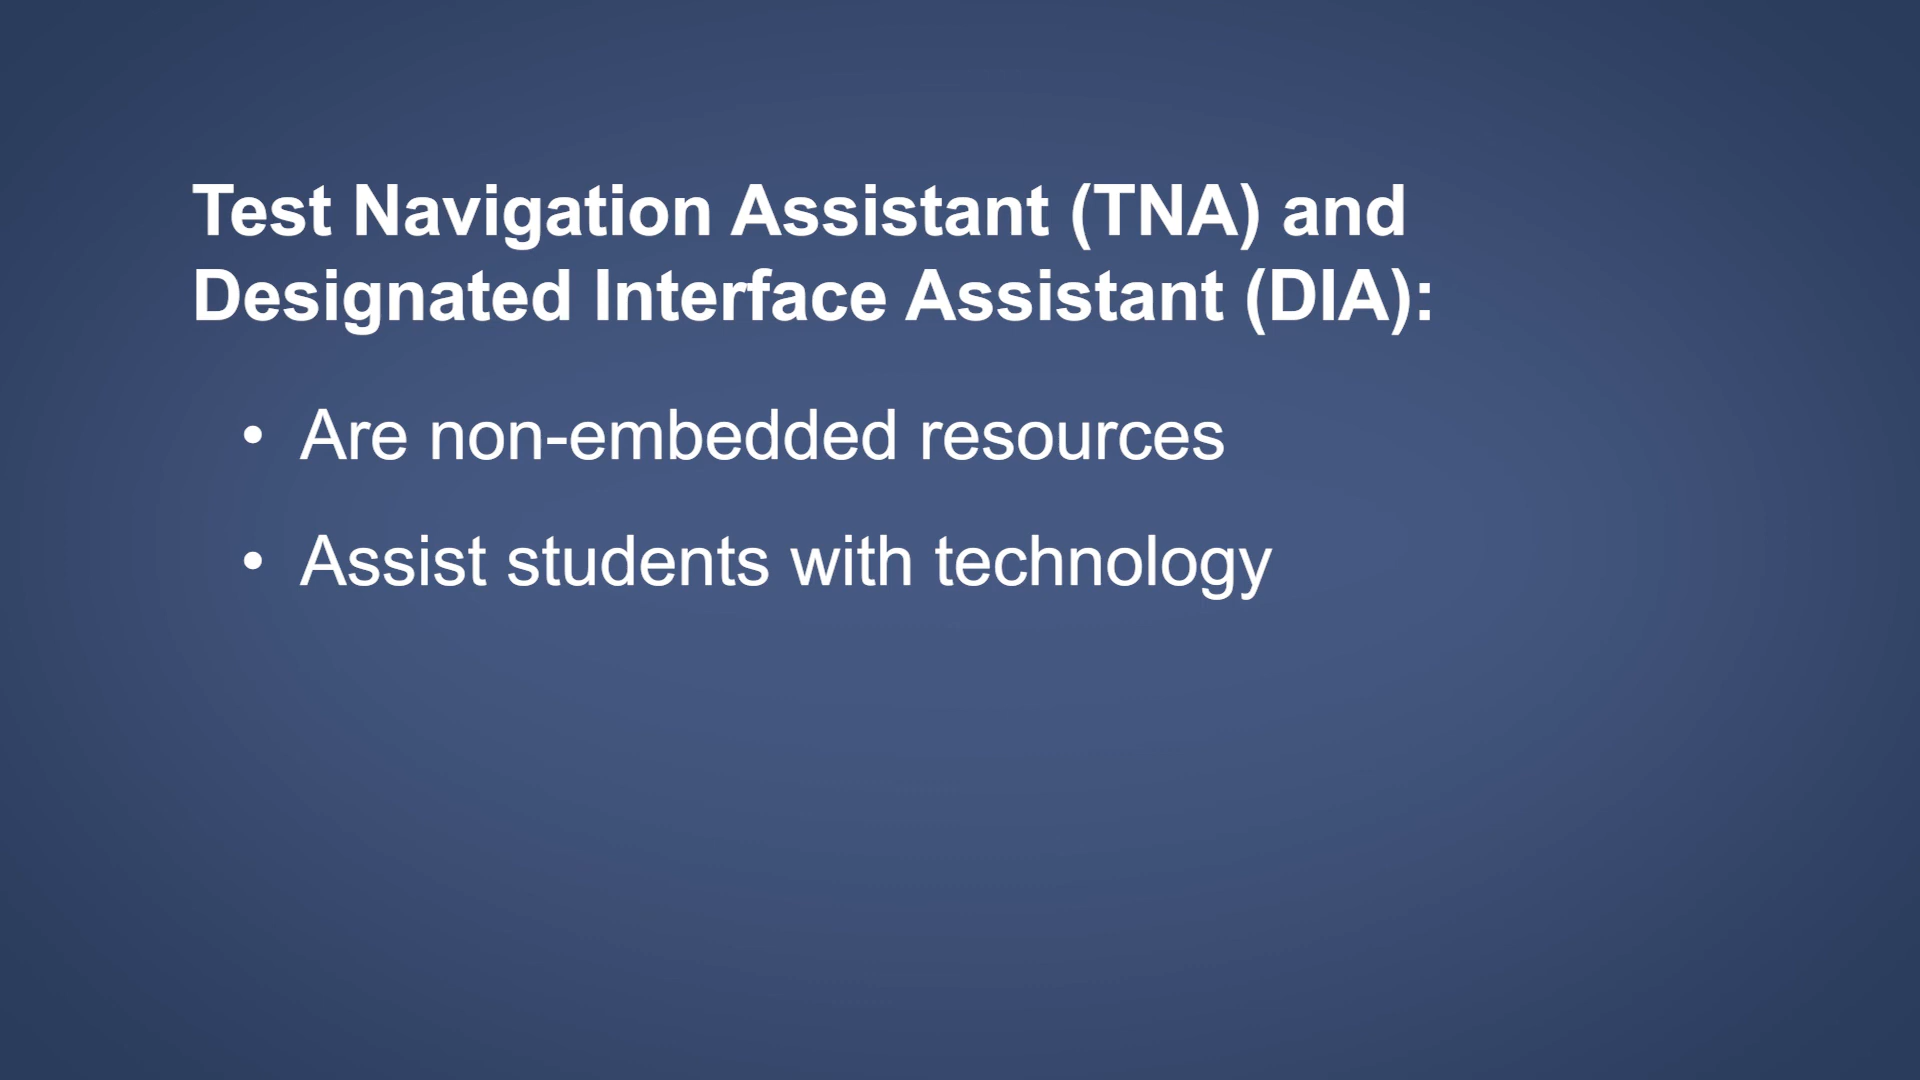 Test Navigation Assistant (TNA) and
Designated Interface Assistant (DIA):
• Are non-embedded resources
• Assist students with technology